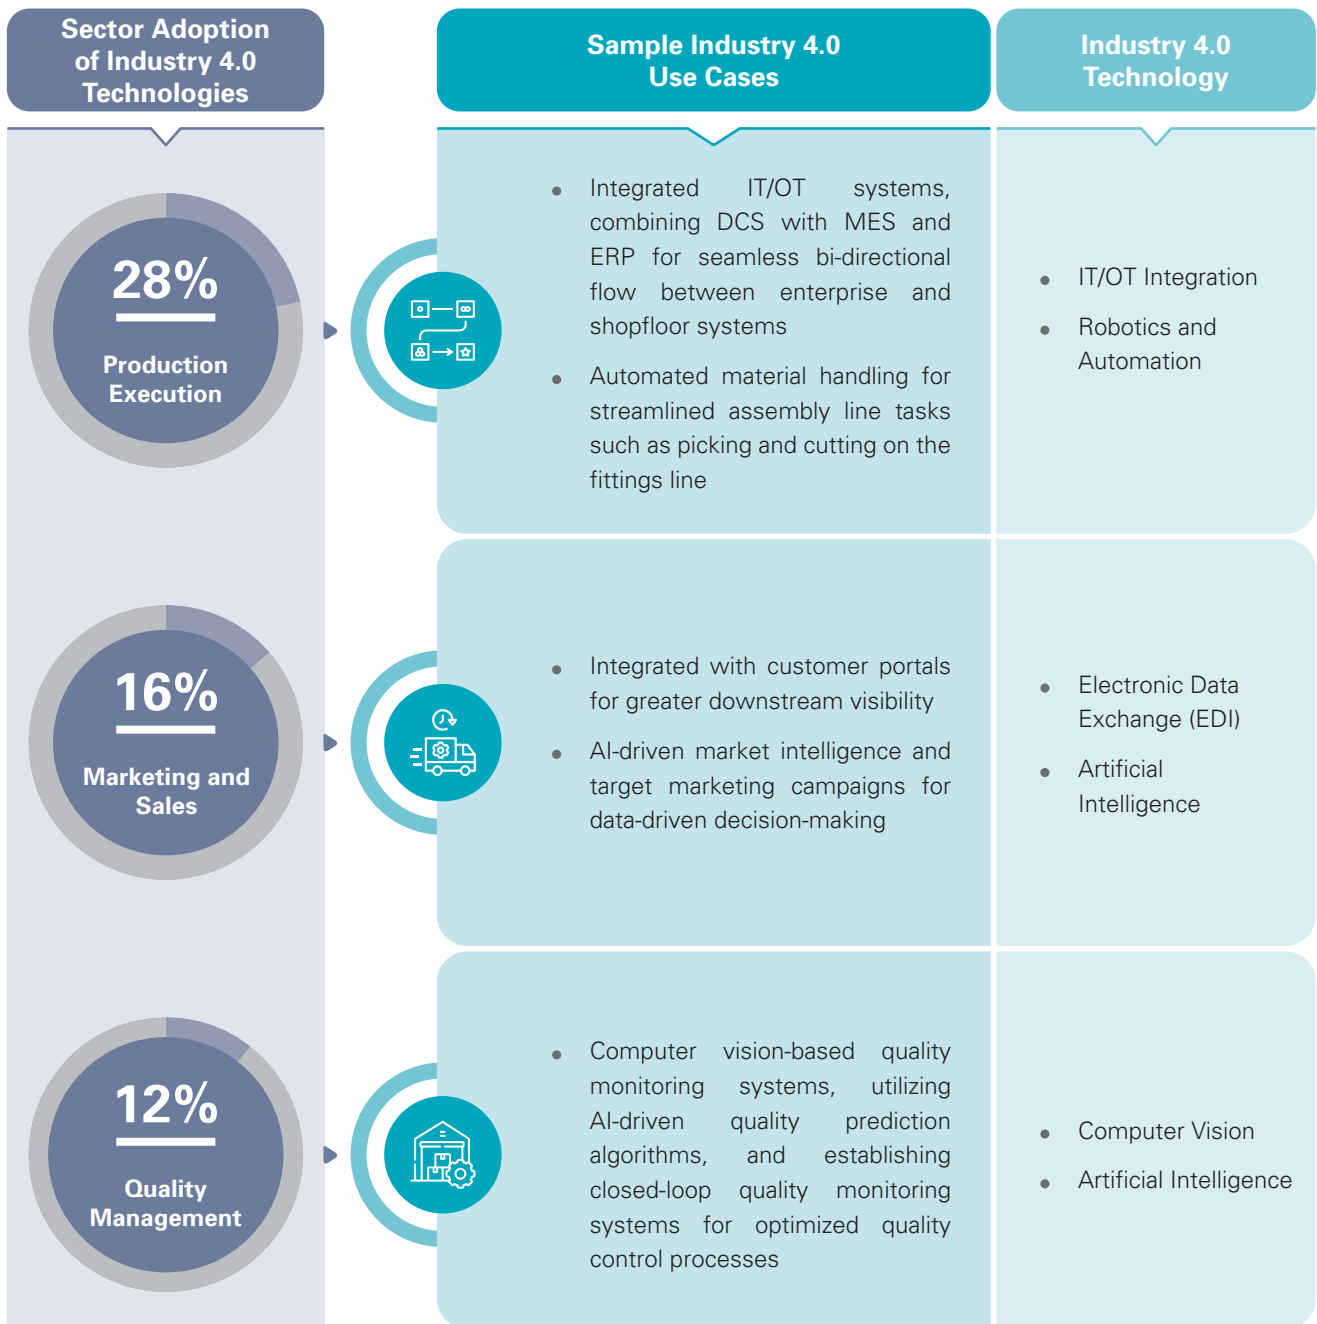 Sector Adoption
of Industry 4.0
Technologies
Sample Industry 4.0
Use Cases
Industry 4.0
Technology
28%
Production
Execution
Integrated IT/OT systems,
combining DCS with MES and
ERP for seamless bi-directional
flow between enterprise and
shopfloor systems
Automated material handling for
streamlined assembly line tasks
such as picking and cutting on the
fittings line
IT/OT Integration
Robotics and
Automation
16%
Marketing and
Sales
Integrated with customer portals
for greater downstream visibility
AI-driven market intelligence and
target marketing campaigns for
data-driven decision-making
Electronic Data
Exchange (EDI)
Artificial
Intelligence
12%
Quality
Management
Computer vision-based quality
monitoring systems, utilizing
AI-driven quality prediction
algorithms, and establishing
closed-loop quality monitoring
systems for optimized quality
control processes
Computer Vision
Artificial Intelligence